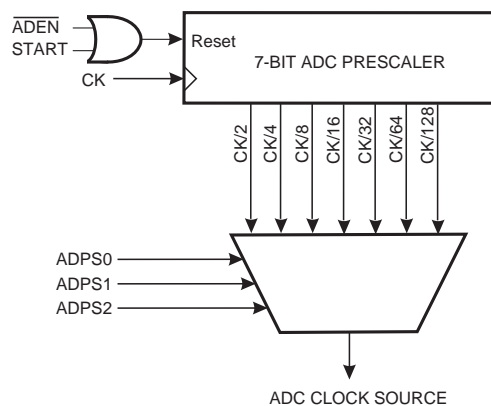 ADEN
START
Reset
7-BIT ADC PRESCALER
CK
CK/2
CK/4
CK/8
CK/16
CK/32
CK/64
CK/128
ADPS0
ADPS1
ADPS2
ADC CLOCK SOURCE